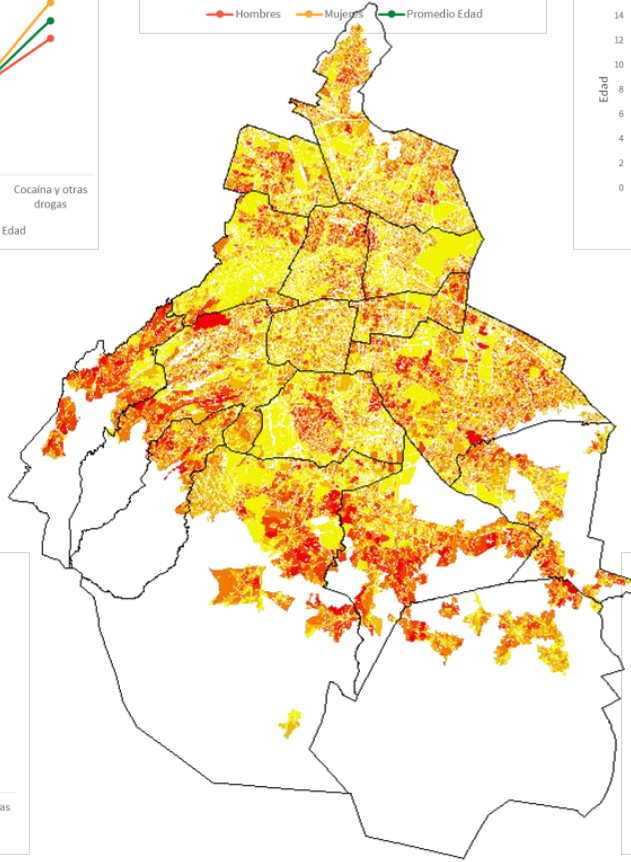 Hombres Mujeres Promedio Edad
Cocaína y otras
drogas
Edad
Edad
14
12
10
8
6
4
2
0
as